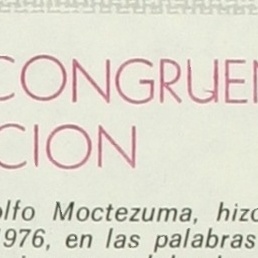 CONGRUEN
CION
olfo Moctezuma, hizo
1976, en las palabras